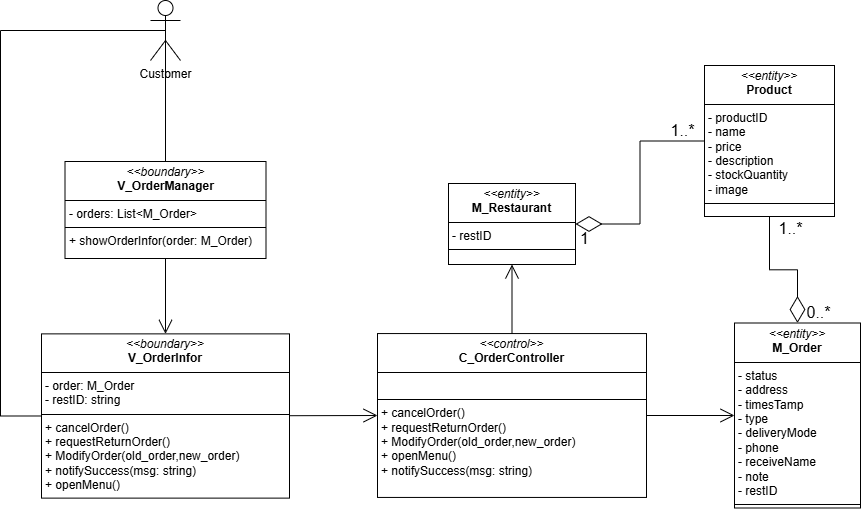 Customer
<<boundary>>
V_OrderManager
- orders: List<M_Order>
+ showOrderInfor(order: M_Order)
<<entity>>
M_Restaurant
- restID
1
<<entity>>
Product
- productID
- name
- price
- description
- stockQuantity
- image
1..*
1..*
0..*
<<boundary>>
V_OrderInfor
- order: M_Order
- restID: string
+ cancelOrder()
+ requestReturnOrder()
+ ModifyOrder(old_order,new_order)
+ notifySuccess(msg: string)
+ openMenu()
<<control>>
C_OrderController
+ cancelOrder()
+ requestReturnOrder()
+ ModifyOrder(old_order,new_order)
+ openMenu()
+ notifySuccess(msg: string)
<<entity>>
M_Order
- status
- address
- timesTamp
- type
- deliveryMode
- phone
- receiveName
- note
- restID